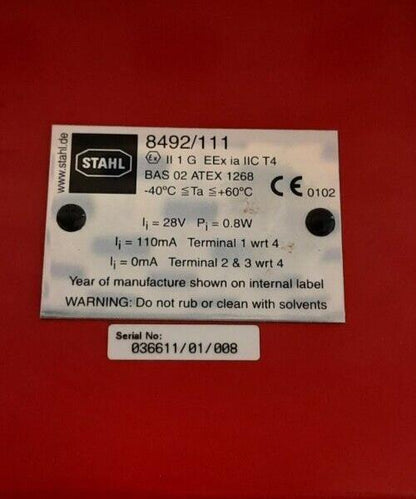 www.stahl.de
STAHL
8492/111
Ex II 1 G EEx ia IIC T4
BAS 02 ATEX 1268
-40ºC ≦Ta ≦+60ºC
CE 0102
Ii = 28V Pi = 0.8W
Ii = 110mA Terminal 1 wrt 4
Ii = 0mA Terminal 2 & 3 wrt 4
Year of manufacture shown on internal label
WARNING: Do not rub or clean with solvents
Serial No:
036611/01/008